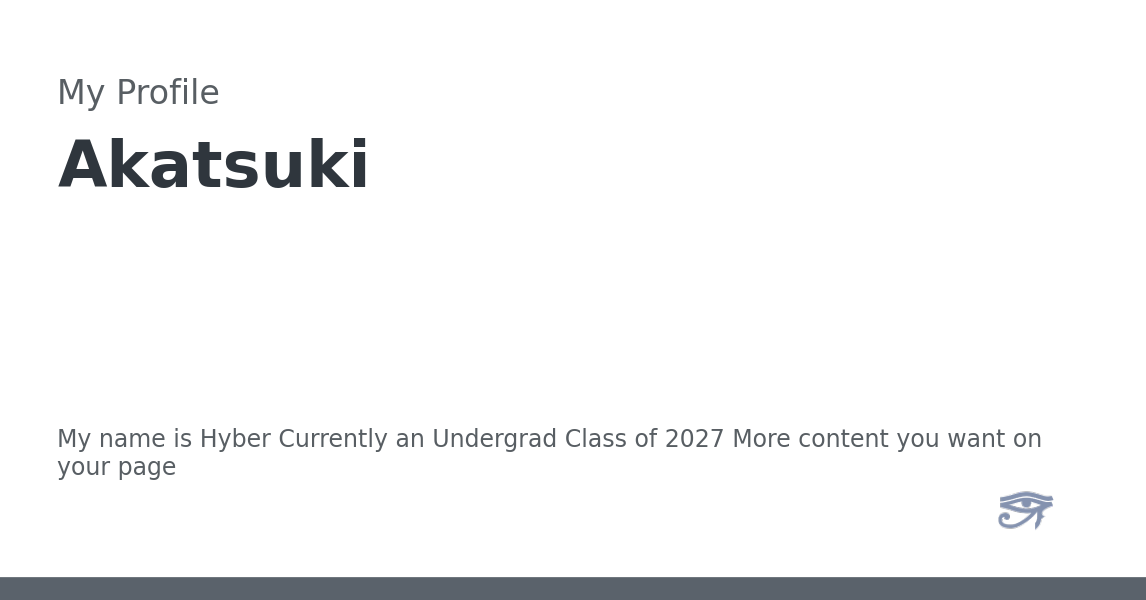 My Profile
Akatsuki
My name is Hyber Currently an Undergrad Class of 2027 More content you want on
your page